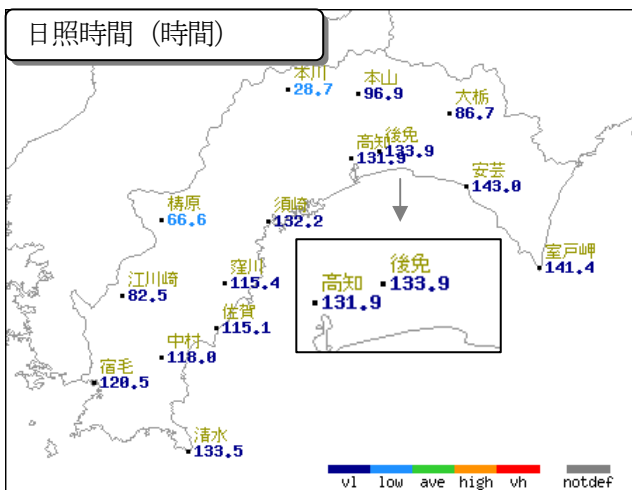 日照時間（時間）
本川
28.7
本山
96.9
大栃
86.7
高知
131.9
後免
133.9
安芸
143.0
梼原
66.6
須崎
132.2
室戸岬
141.4
江川崎
82.5
窪川
115.4
後免
133.9
高知
131.9
佐賀
115.1
中村
118.0
宿毛
120.5
清水
133.5
vl low ave high vh notdef